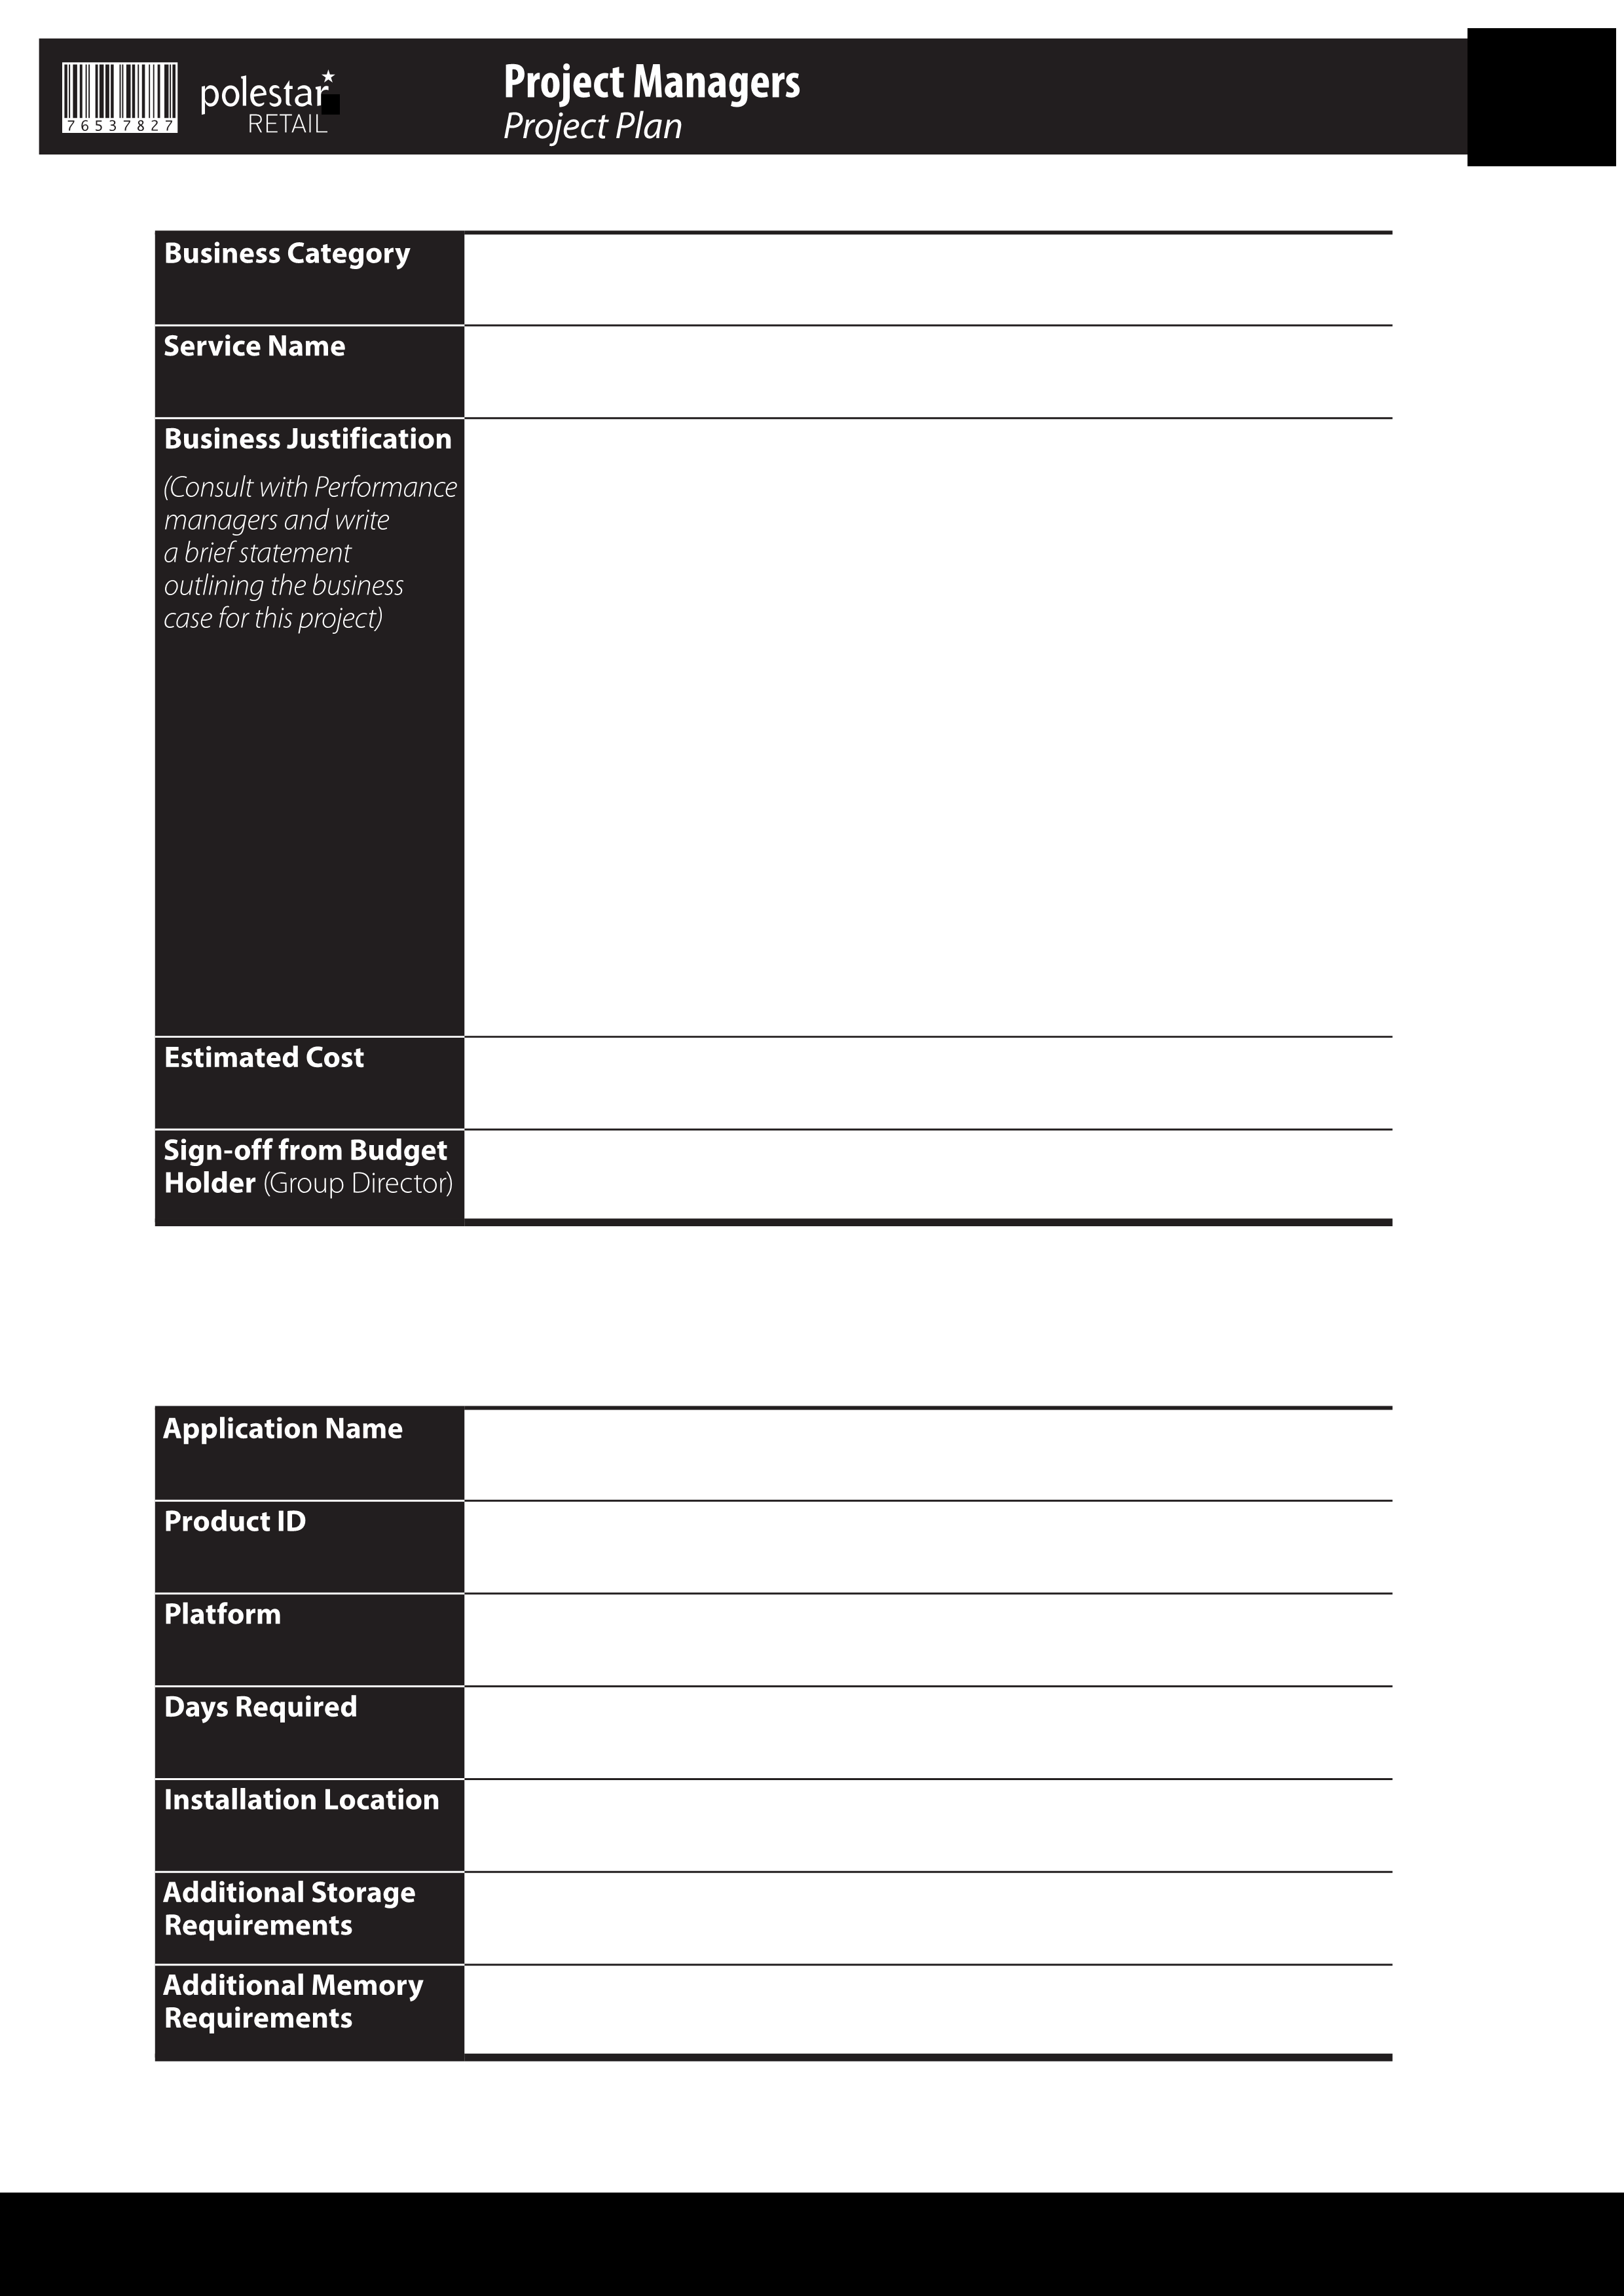 76537827
polestar
RETAIL
Project Managers
Project Plan
Business Category
Service Name
Business Justification
(Consult with Performance
managers and write
a brief statement
outlining the business
case for this project)
Estimated Cost
Sign-off from Budget
Holder (Group Director)
Application Name
Product ID
Platform
Days Required
Installation Location
Additional Storage
Requirements
Additional Memory
Requirements